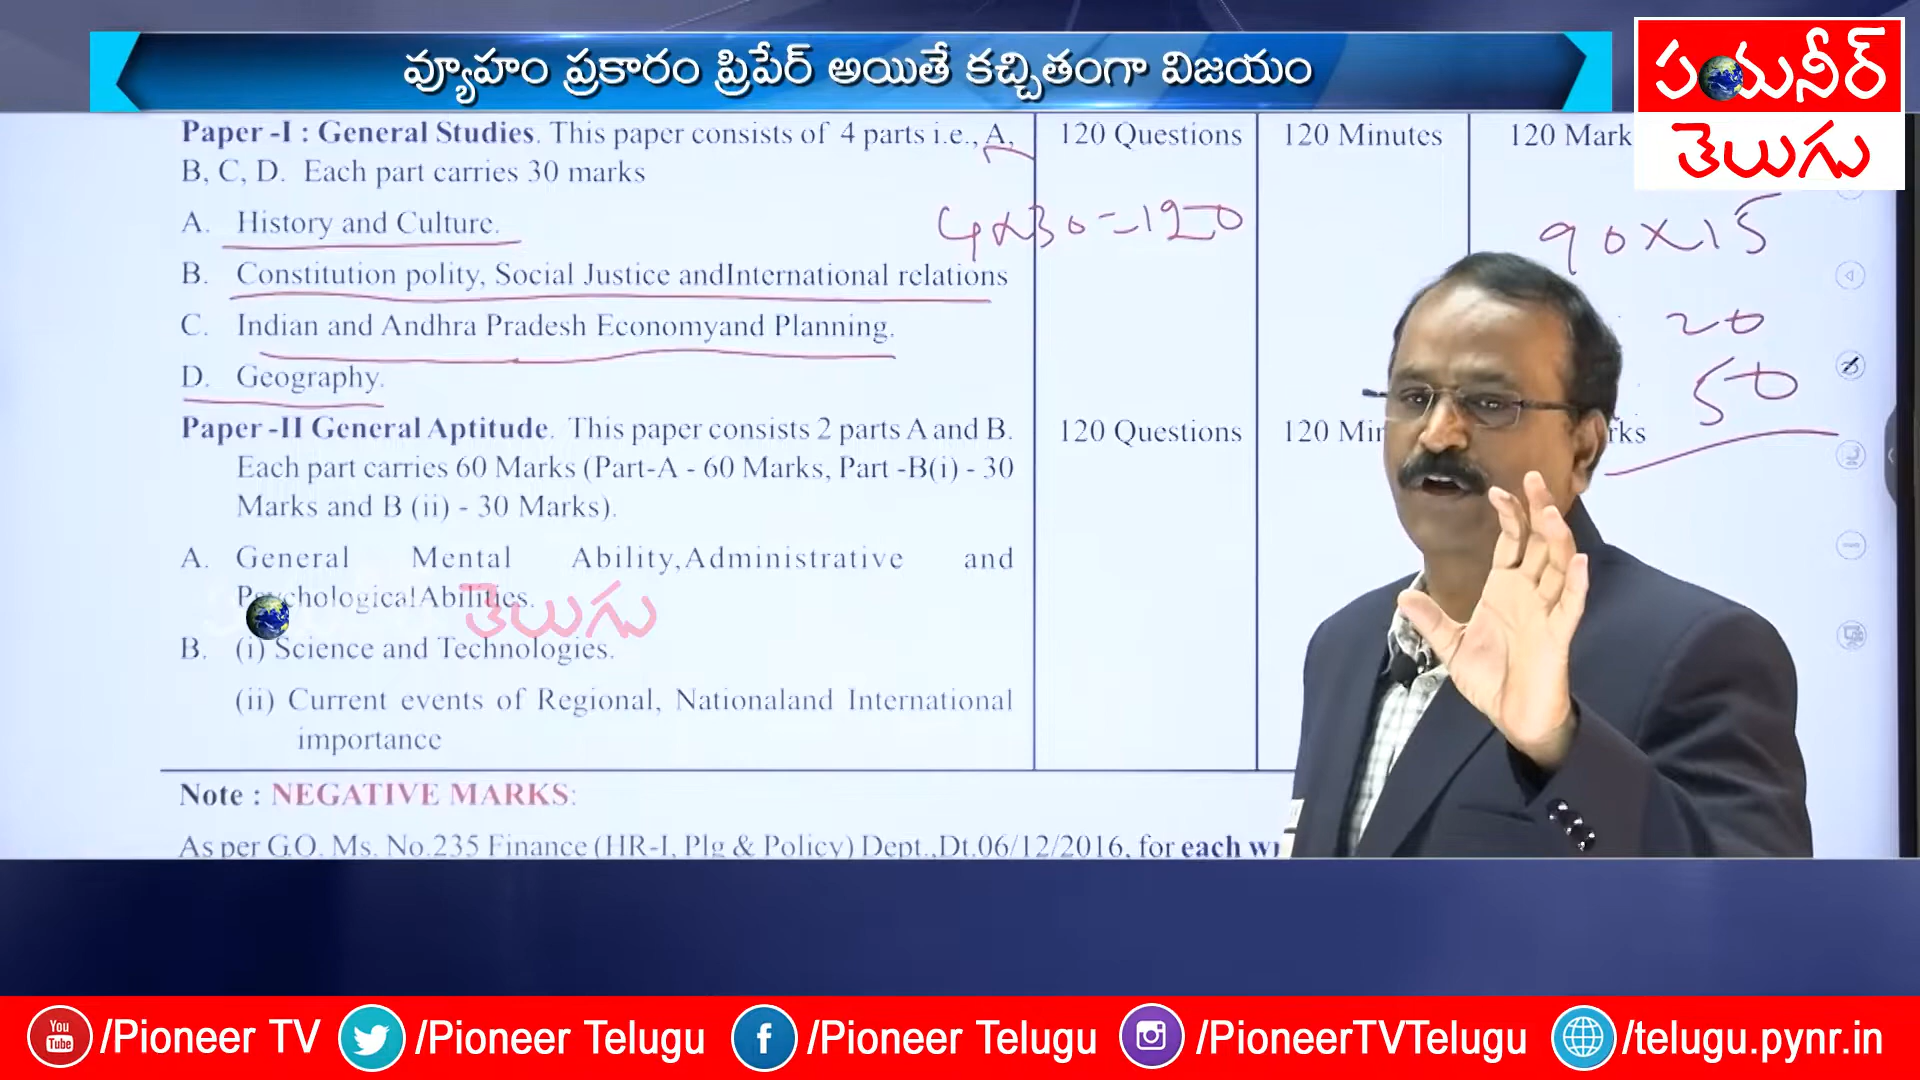 వ్యూహం ప్రకారం ప్రిపేర్ అయితే కచ్చితంగా విజయం
పయనీర్
తెలుగు
Paper -I : General Studies. This paper consists of 4 parts i.e., A,
B, C, D. Each part carries 30 marks
120 Questions
120 Minutes
120 Mark
A. History and Culture.
4x30=120
90x15
B. Constitution polity, Social Justice andInternational relations
20
C. Indian and Andhra Pradesh Economyand Planning.
50
D. Geography.
Paper -II General Aptitude. This paper consists 2 parts A and B.
120 Questions
120 Min
rks
Each part carries 60 Marks (Part-A - 60 Marks, Part -B(i) - 30
Marks and B (ii) - 30 Marks).
A. General Mental Ability,Administrative and
PsychologicalAbilities.
తెలుగు
B. (i) Science and Technologies.
(ii) Current events of Regional, Nationaland International
importance
Note : NEGATIVE MARKS:
As per G.O. Ms. No.235 Finance (HR-I, Plg & Policy) Dept.,Dt.06/12/2016, for each wr
You Tube /Pioneer TV /Pioneer Telugu /Pioneer Telugu /PioneerTVTelugu /telugu.pynr.in